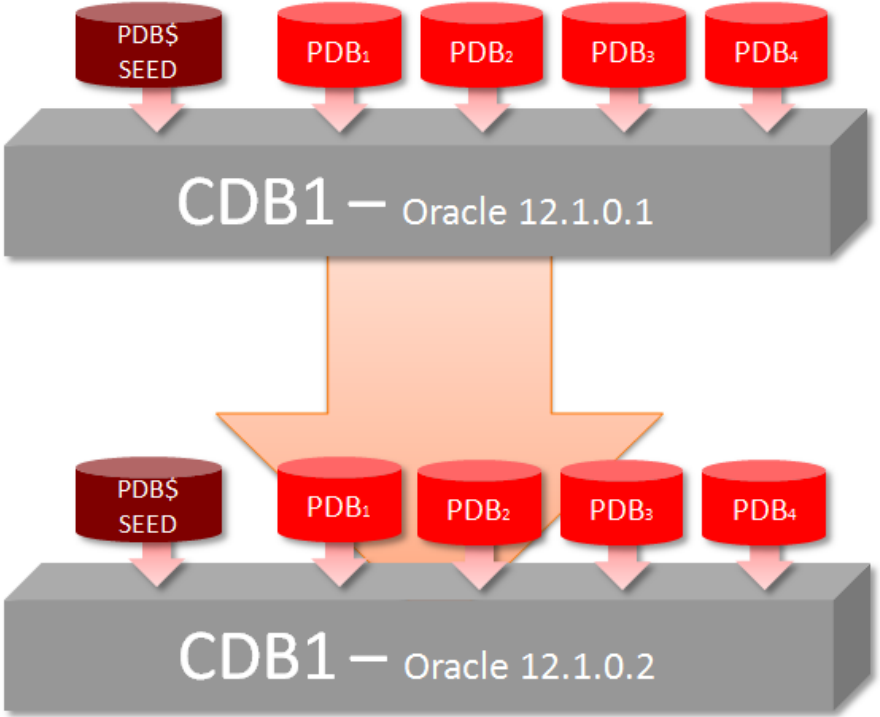 PDB$
SEED
PDB₁
PDB₂
PDB₃
PDB₄
CDB1 – Oracle 12.1.0.1
PDB$
SEED
PDB₁
PDB₂
PDB₃
PDB₄
CDB1 – Oracle 12.1.0.2